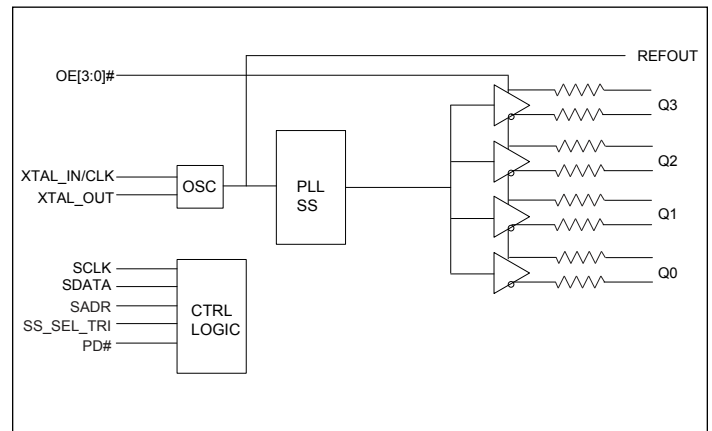 REFOUT
OE[3:0]#
Q3
XTAL_IN/CLK
XTAL_OUT
OSC
PLL
SS
Q2
Q1
Q0
SCLK
SDATA
SADR
SS_SEL_TRI
PD#
CTRL
LOGIC